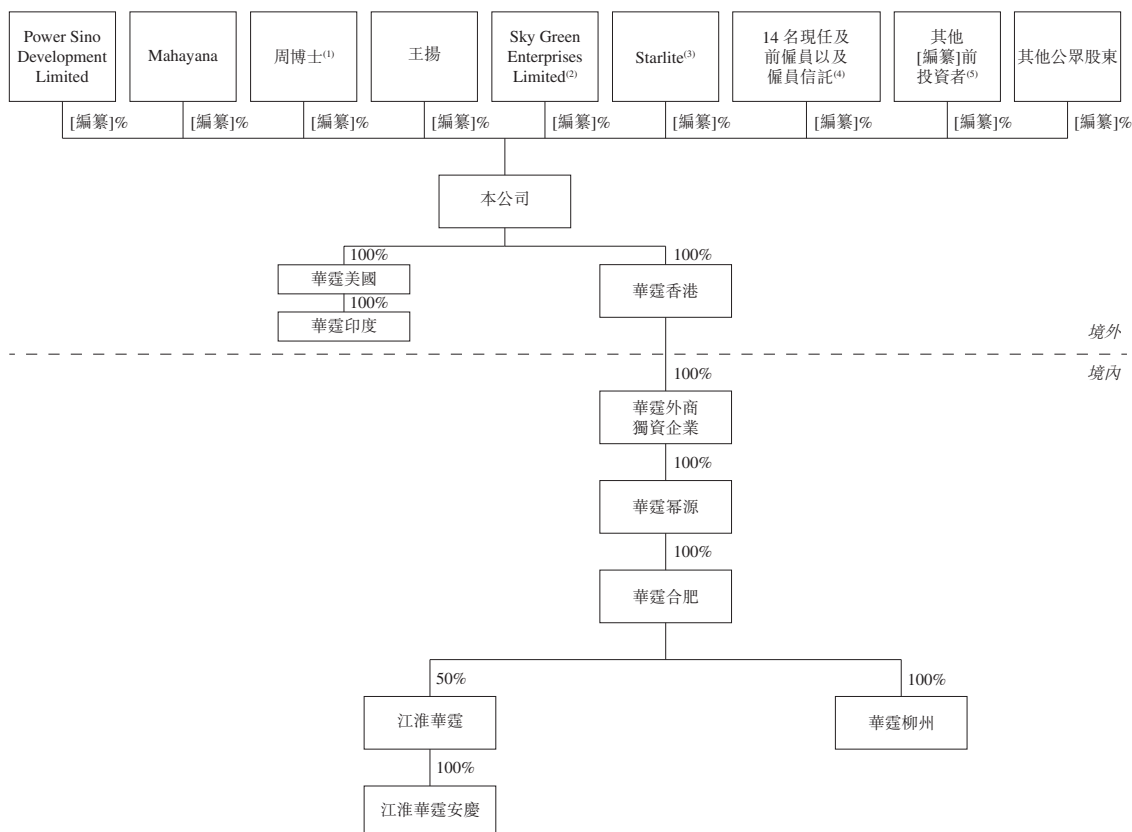 Power Sino
Development
Limited
Mahayana
周博士(1)
王揚
Sky Green
Enterprises
Limited(2)
Starlite(3)
14 名現任及
前僱員以及
僱員信託(4)
其他
[編纂]前
投資者(5)
其他公眾股東
[編纂]%
[編纂]%
[編纂]%
[編纂]%
[編纂]%
[編纂]%
[編纂]%
[編纂]%
[編纂]%
本公司
100%
100%
華霆美國
華霆香港
100%
華霆印度
境外
境內
100%
華霆外商
獨資企業
100%
華霆冪源
100%
華霆合肥
50%
100%
江淮華霆
華霆柳州
100%
江淮華霆安慶